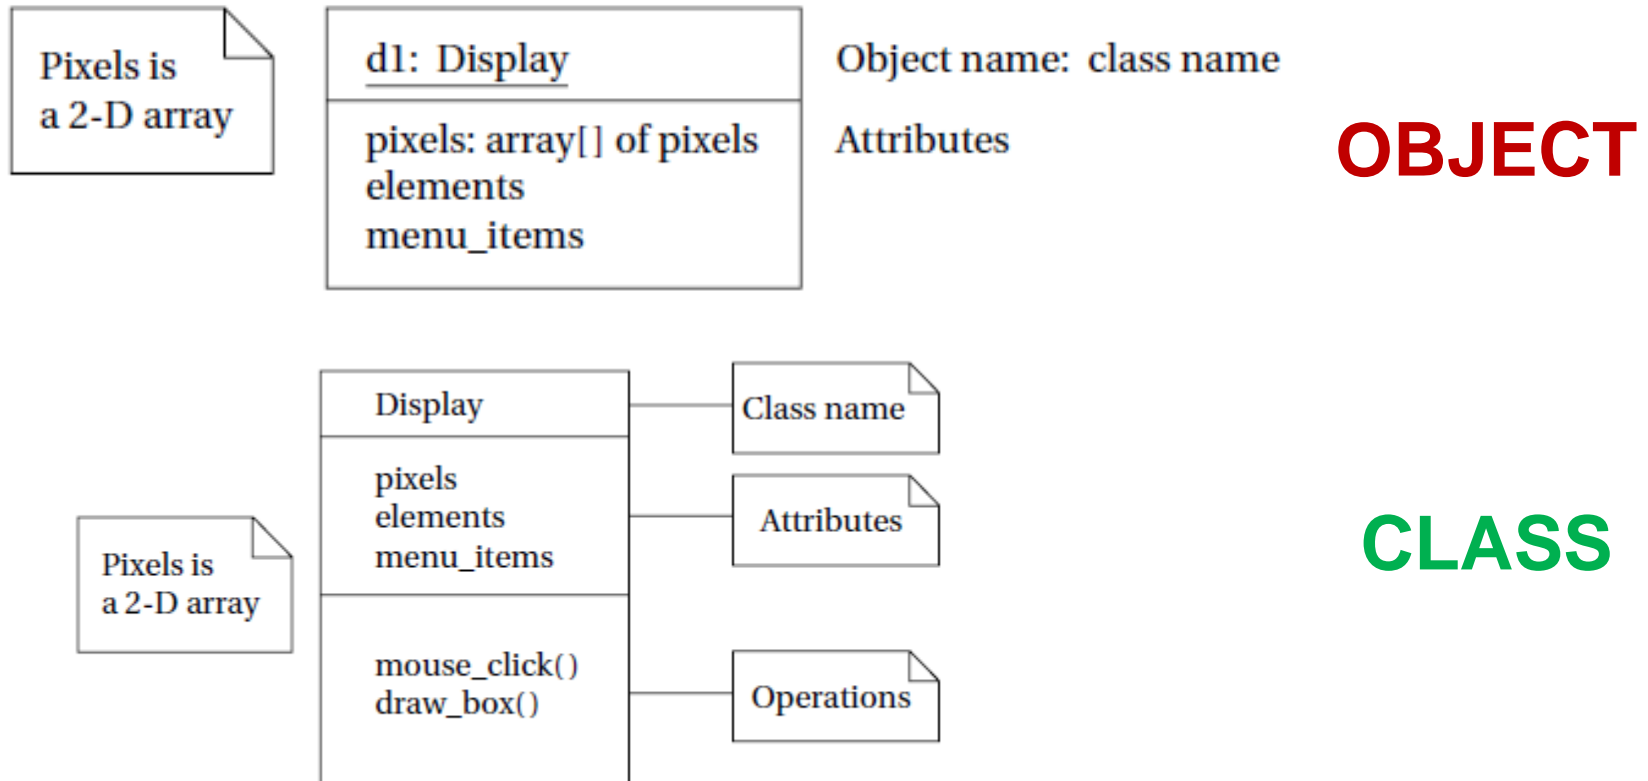 Pixels is
a 2-D array
d1: Display
Object name: class name
pixels: array[] of pixels
Attributes
elements
menu_items
OBJECT
Display
Class name
pixels
elements
menu_items
Attributes
Pixels is
a 2-D array
CLASS
mouse_click()
draw_box()
Operations